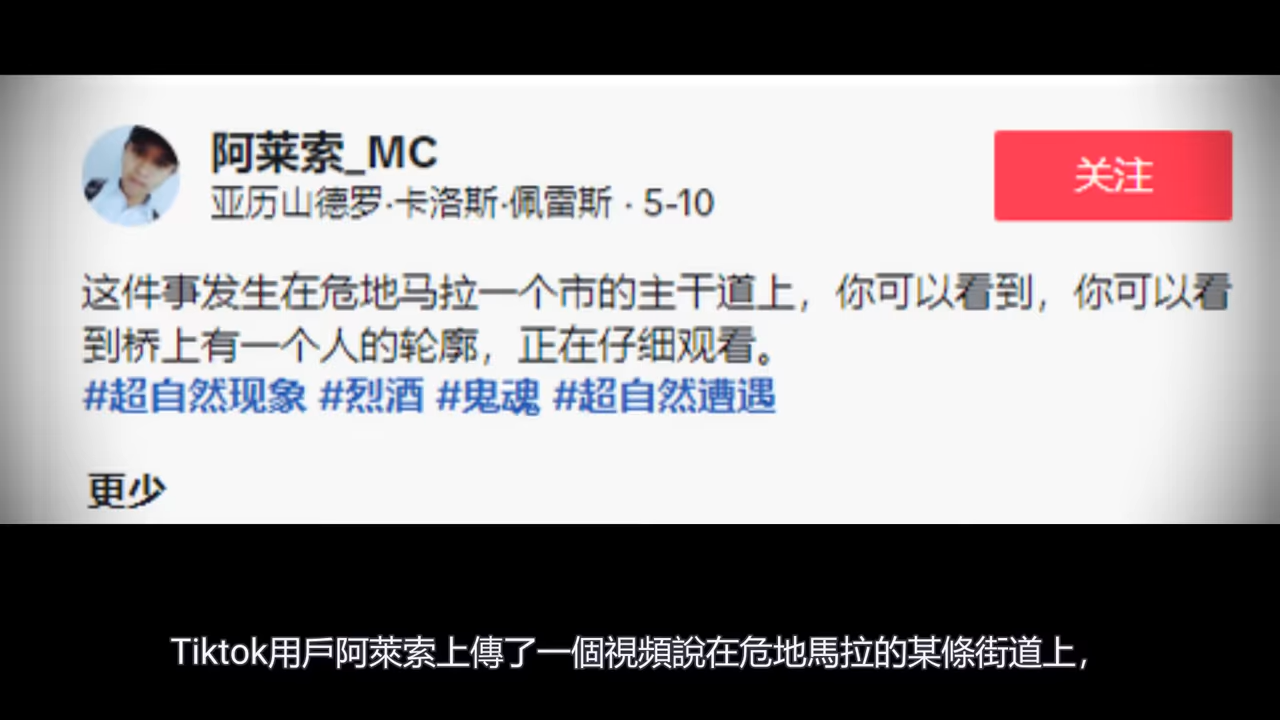 阿莱索_MC
亚历山德罗·卡洛斯·佩雷斯 · 5-10
关注
这件事发生在危地马拉一个市的主干道上，你可以看到，你可以看
到桥上有一个人的轮廓，正在仔细观看。
#超自然现象 #烈酒 #鬼魂 #超自然遭遇
更少
Tiktok用戶阿萊索上傳了一個視頻說在危地馬拉的某條街道上，